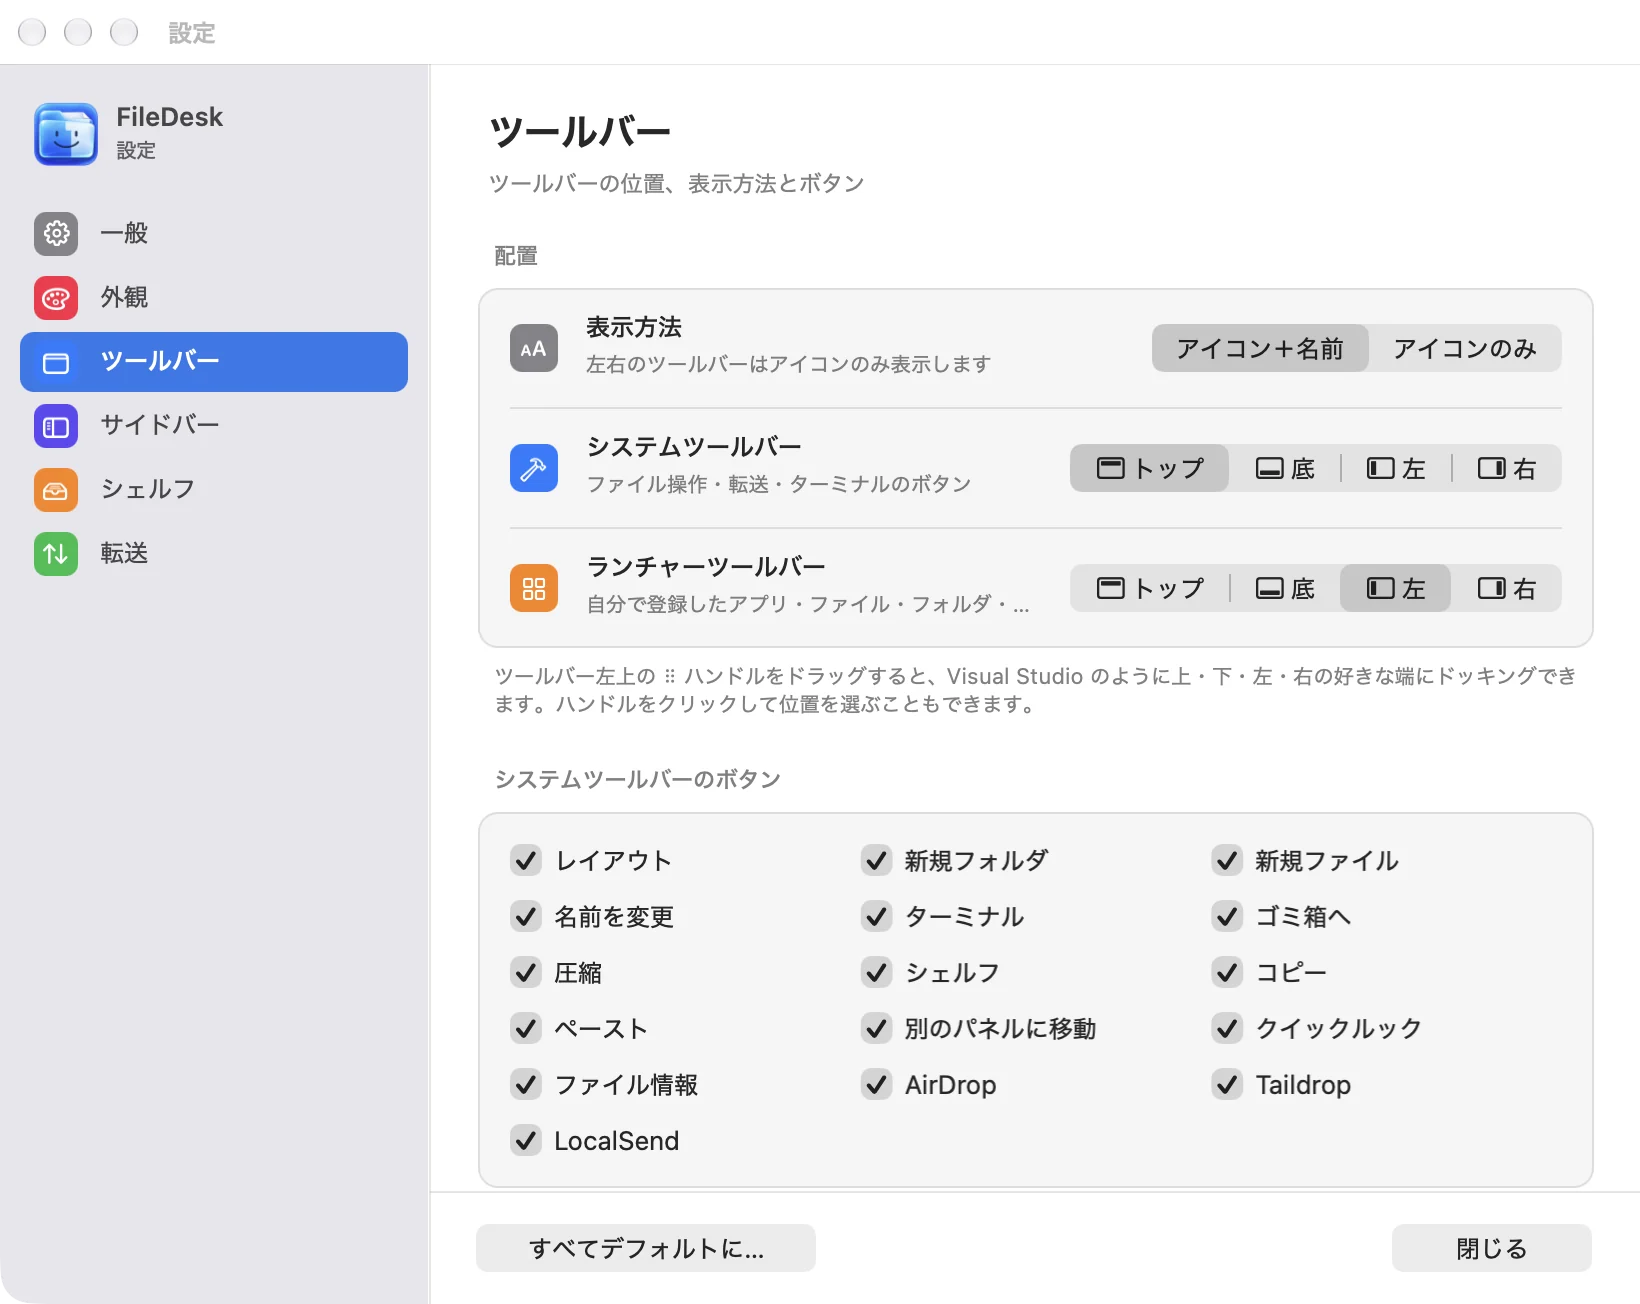 設定
FileDesk
設定
一般
外観
ツールバー
サイドバー
シェルフ
転送
ツールバー
ツールバーの位置、表示方法とボタン
配置
AA
表示方法
左右のツールバーはアイコンのみ表示します
アイコン＋名前 アイコンのみ
システムツールバー
ファイル操作・転送・ターミナルのボタン
トップ 底 左 右
ランチャーツールバー
自分で登録したアプリ・ファイル・フォルダ・...
トップ 底 左 右
ツールバー左上の ⠿ ハンドルをドラッグすると、Visual Studio のように上・下・左・右の好きな端にドッキングでき
ます。ハンドルをクリックして位置を選ぶこともできます。
システムツールバーのボタン
レイアウト 新規フォルダ 新規ファイル
名前を変更 ターミナル ゴミ箱へ
圧縮 シェルフ コピー
ペースト 別のパネルに移動 クイックルック
ファイル情報 AirDrop Taildrop
LocalSend
すべてデフォルトに... 閉じる